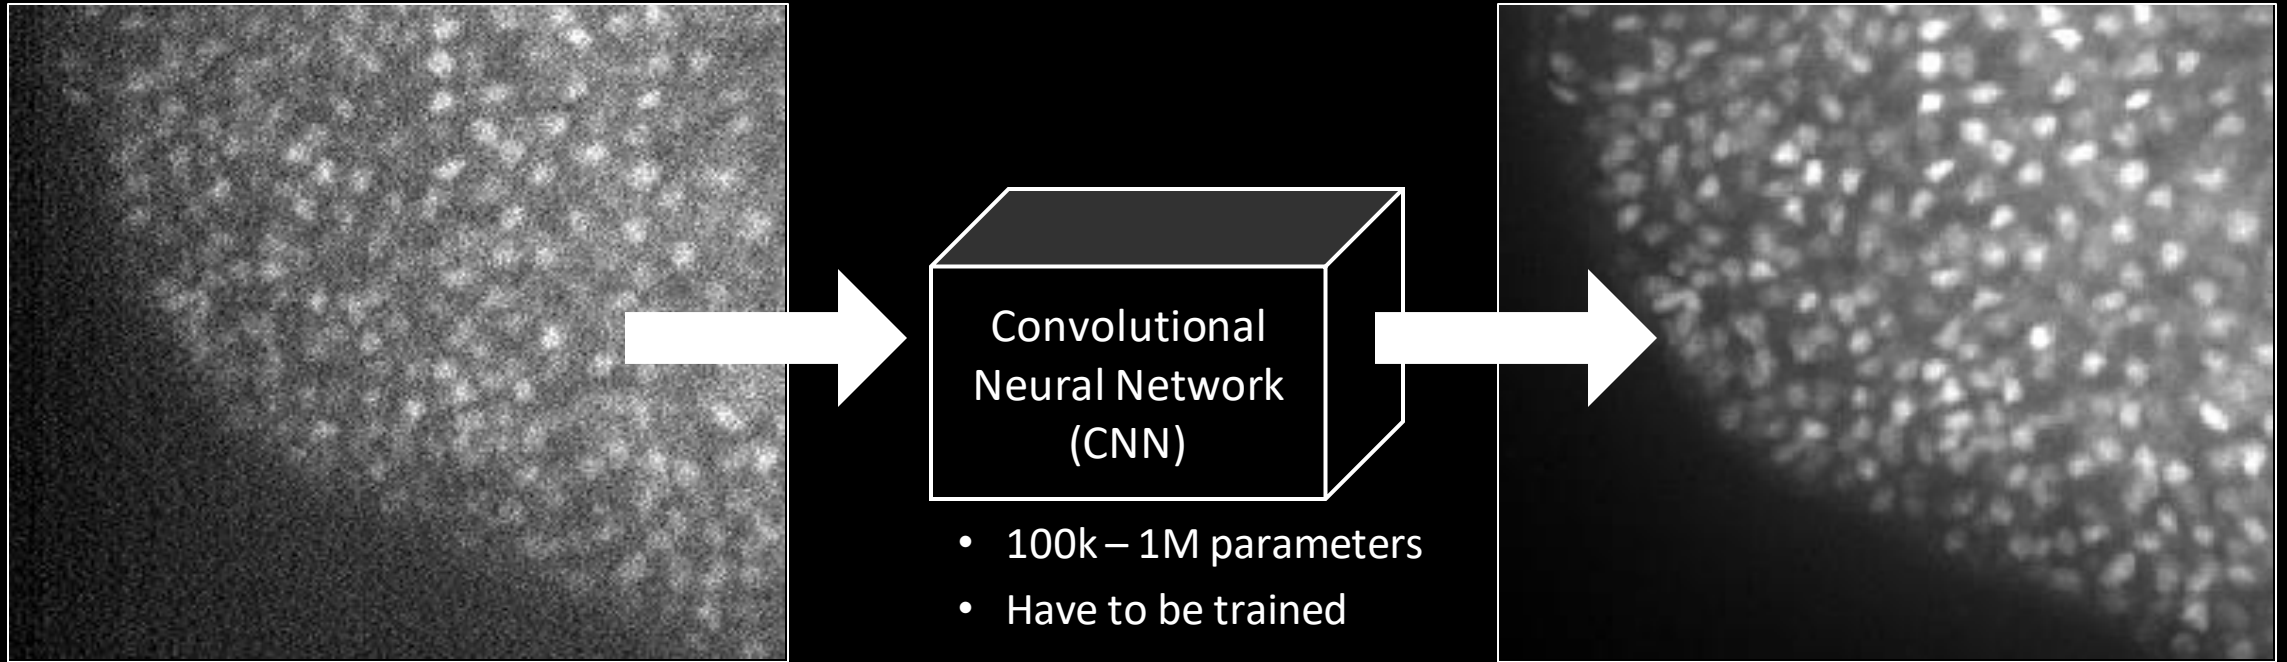 Convolutional
Neural Network
(CNN)
• 100k – 1M parameters
• Have to be trained